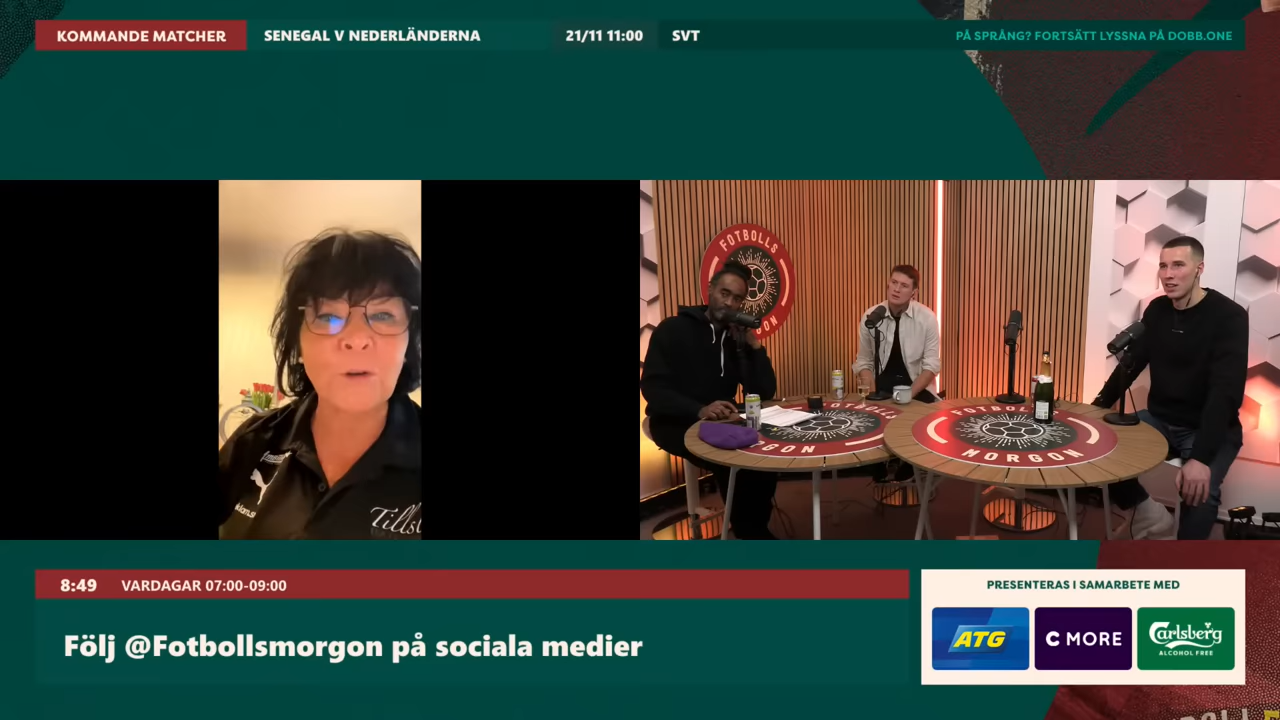 KOMMANDE MATCHER SENEGAL V NEDERLÄNDERNA 21/11 11:00 SVT PÅ SPRÅNG? FORTSÄTT LYSSNA PÅ DOBB.ONE
FOTBOLLS
MORGON
FOTBOLLS
MORGON
Tills
8:49 VARDAGAR 07:00-09:00
Följ @Fotbollsmorgon på sociala medier
PRESENTERAS I SAMARBETE MED
ATG
C MORE
Carlsberg
ALCOHOL FREE